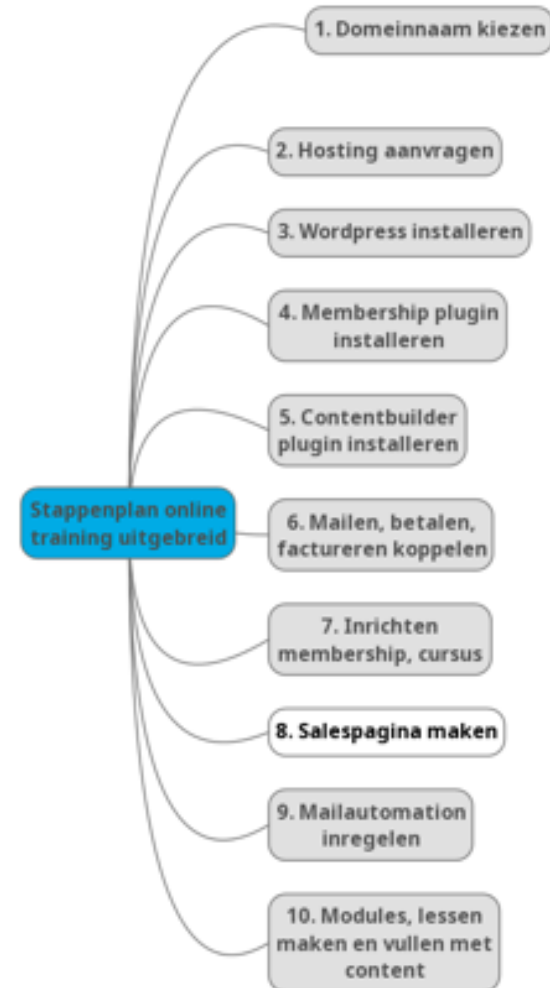 1. Domeinnaam kiezen
2. Hosting aanvragen
3. Wordpress installeren
4. Membership plugin
installeren
5. Contentbuilder
plugin installeren
Stappenplan online
training uitgebreid
6. Mailen, betalen,
factureren koppelen
7. Inrichten
membership, cursus
8. Salespagina maken
9. Mailautomation
inregelen
10. Modules, lessen
maken en vullen met
content